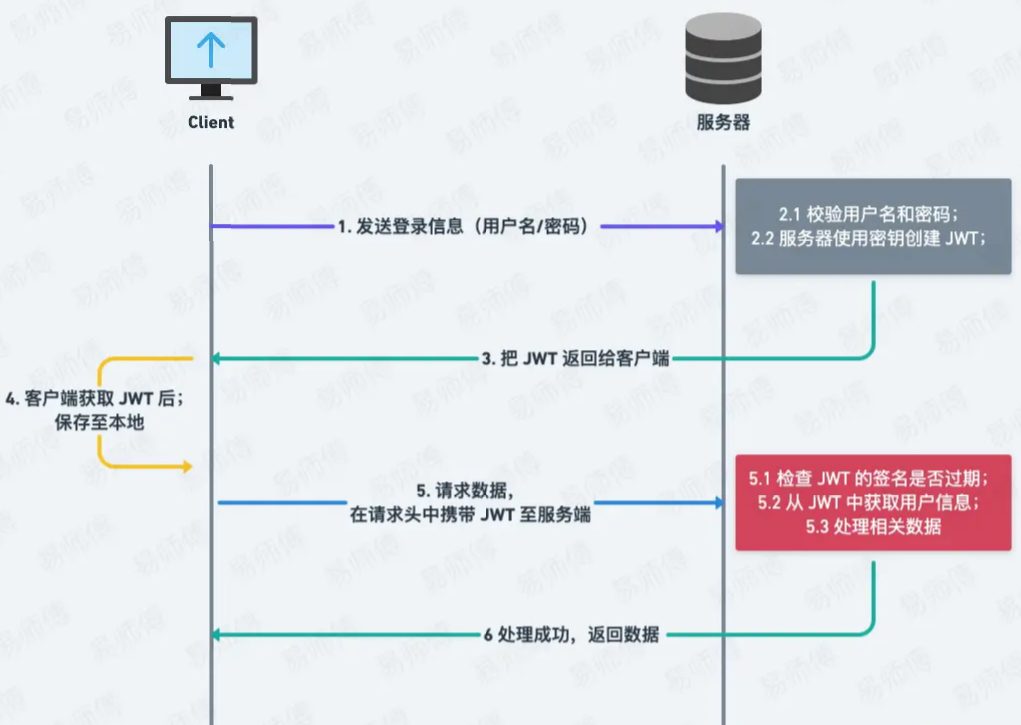 Client
服务器
1. 发送登录信息（用户名/密码）
2.1 校验用户名和密码；
2.2 服务器使用密钥创建 JWT；
3. 把 JWT 返回给客户端
4. 客户端获取 JWT 后；
保存至本地
5. 请求数据，
在请求头中携带 JWT 至服务端
5.1 检查 JWT 的签名是否过期；
5.2 从 JWT 中获取用户信息；
5.3 处理相关数据
6 处理成功，返回数据
易师傅